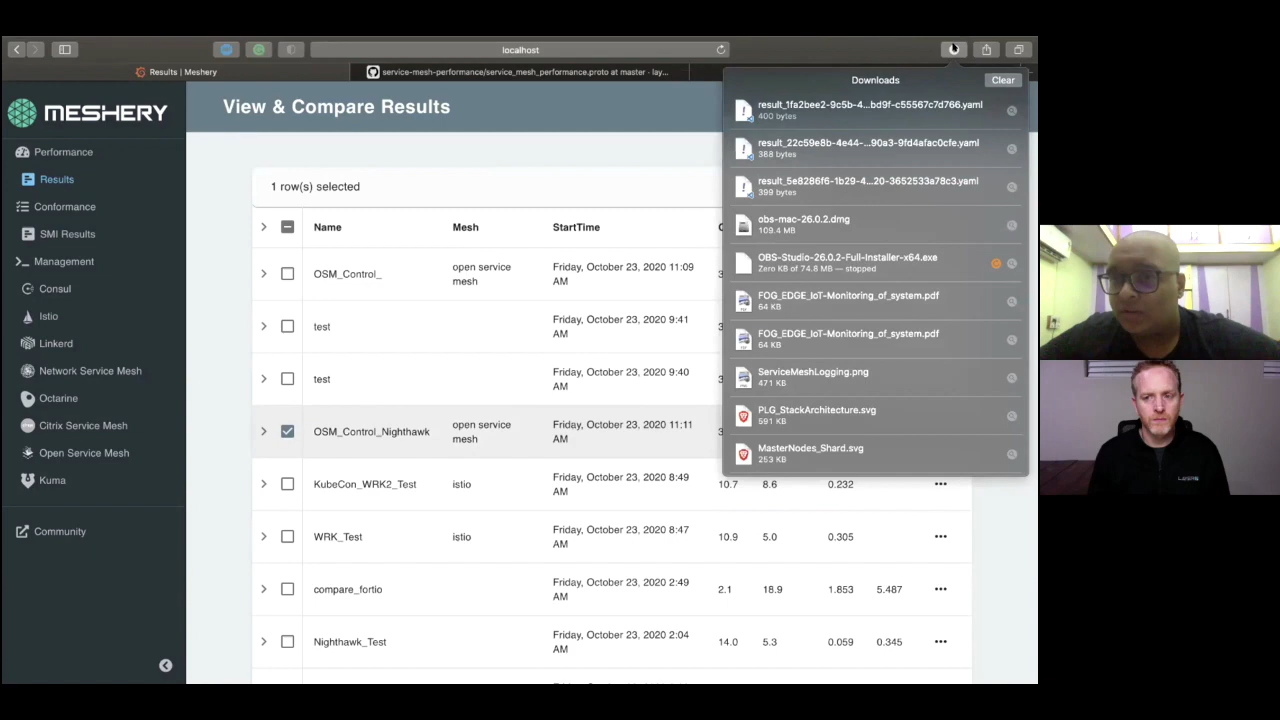 localhost
Results | Meshery
service-mesh-performance/service_mesh_performance.proto at master · lay...
MESHERY
Performance
Results
Conformance
SMI Results
Management
Consul
Istio
Linkerd
Network Service Mesh
Octarine
Citrix Service Mesh
Open Service Mesh
Kuma
Community
View & Compare Results
1 row(s) selected
Name Mesh StartTime
OSM_Control_ open service mesh Friday, October 23, 2020 11:09 AM
test Friday, October 23, 2020 9:41 AM
test Friday, October 23, 2020 9:40 AM
OSM_Control_Nighthawk open service mesh Friday, October 23, 2020 11:11 AM
KubeCon_WRK2_Test istio Friday, October 23, 2020 8:49 AM 10.7 8.6 0.232
WRK_Test istio Friday, October 23, 2020 8:47 AM 10.9 5.0 0.305
compare_fortio Friday, October 23, 2020 2:49 AM 2.1 18.9 1.853 5.487
Nighthawk_Test Friday, October 23, 2020 2:04 AM 14.0 5.3 0.059 0.345
Downloads
Clear
result_1fa2bee2-9c5b-4...bd9f-c55567c7d766.yaml
400 bytes
result_22c59e8b-4e44-...90a3-9fd4afac0cfe.yaml
388 bytes
result_5e8286f6-1b29-4...20-3652533a78c3.yaml
399 bytes
obs-mac-26.0.2.dmg
109.4 MB
OBS-Studio-26.0.2-Full-Installer-x64.exe
Zero KB of 74.8 MB — stopped
FOG_EDGE_IoT-Monitoring_of_system.pdf
64 KB
FOG_EDGE_IoT-Monitoring_of_system.pdf
64 KB
ServiceMeshLogging.png
471 KB
PLG_StackArchitecture.svg
591 KB
MasterNodes_Shard.svg
253 KB